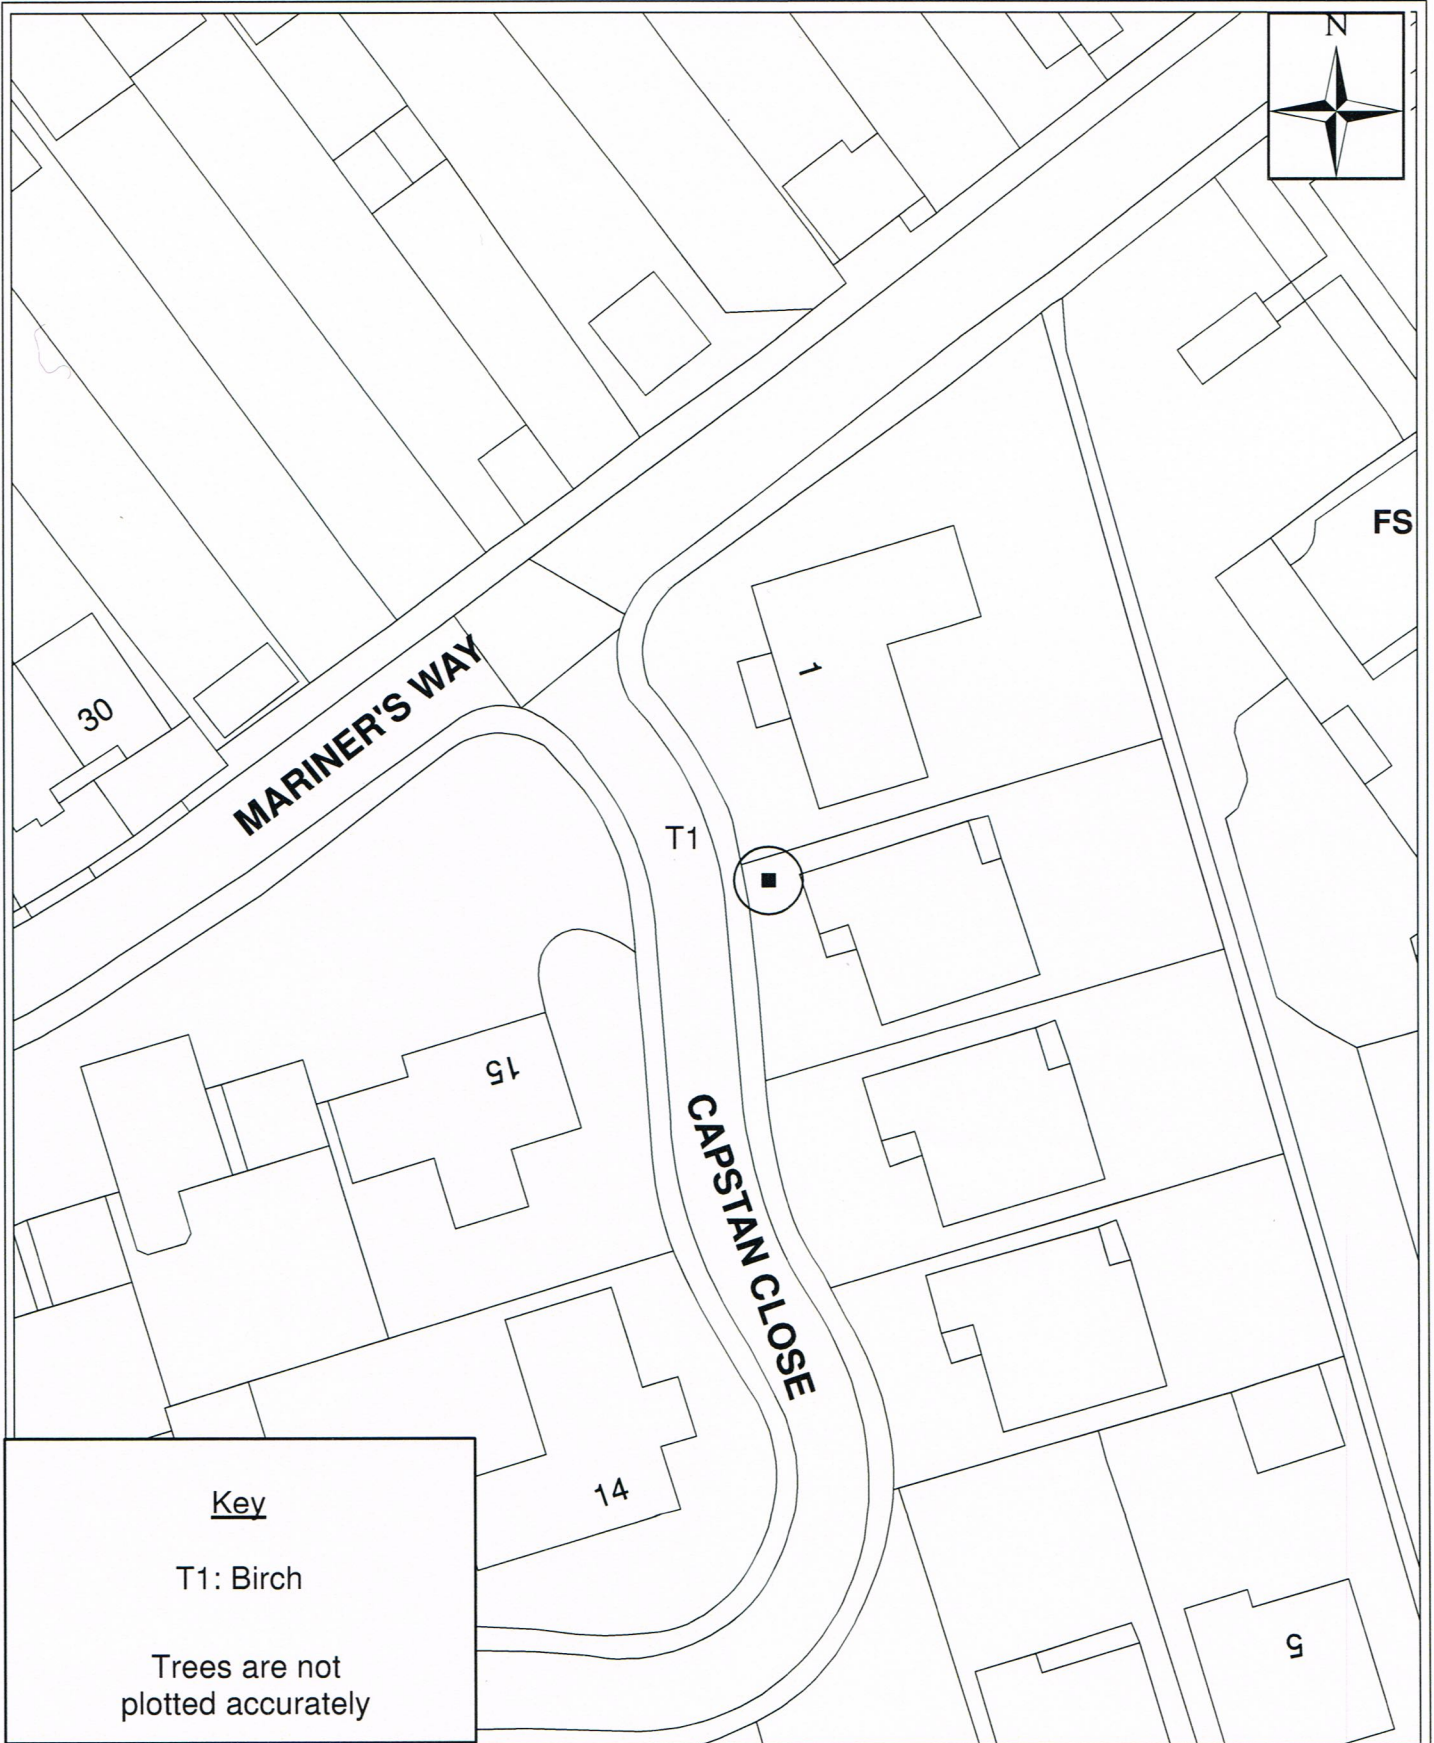 N
FS
1
30
MARINER'S WAY
T1
15
CAPSTAN CLOSE
14
5
Key
T1: Birch
Trees are not
plotted accurately